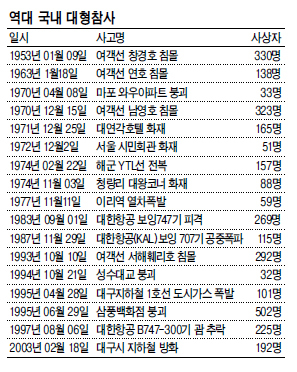 역대 국내 대형참사
일시 사고명 사상자
1953년 01월 09일 여객선 창경호 침몰 330명
1963년 1월18일 여객선 연호 침몰 138명
1970년 04월 08일 마포 와우아파트 붕괴 33명
1970년 12월 15일 여객선 남영호 침몰 323명
1971년 12월 25일 대연각호텔 화재 165명
1972년 12월2일 서울 시민회관 화재 51명
1974년 02월 22일 해군 YTL선 전복 157명
1974년 11월 03일 청량리 대왕코너 화재 88명
1977년 11월11일 이리역 열차폭발 59명
1983년 09월 01일 대한항공 보잉747기 피격 269명
1987년 11월 29일 대한항공(KAL) 보잉 707기 공중폭파 115명
1993년 10월 10일 여객선 서해훼리호 침몰 292명
1994년 10월 21일 성수대교 붕괴 32명
1995년 04월 28일 대구지하철 1호선 도시가스 폭발 101명
1995년 06월 29일 삼풍백화점 붕괴 502명
1997년 08월 06일 대한항공 B747-300기 괌 추락 225명
2003년 02월 18일 대구시 지하철 방화 192명